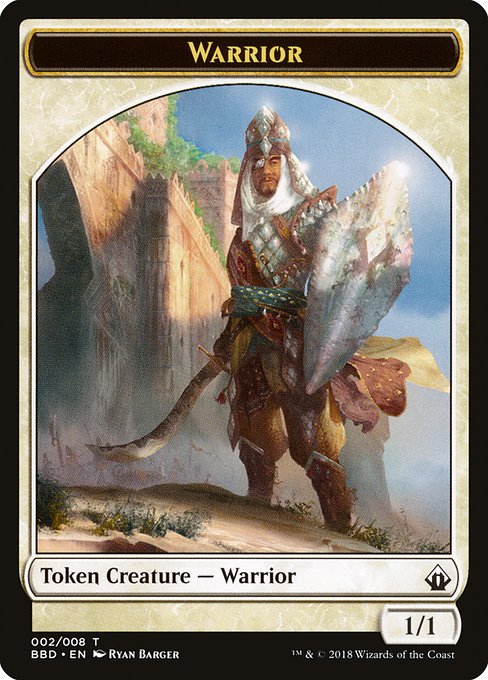 Warrior
Token Creature — Warrior
1/1
002/008 T
BBD • EN Ryan Barger
™ & © 2018 Wizards of the Coast